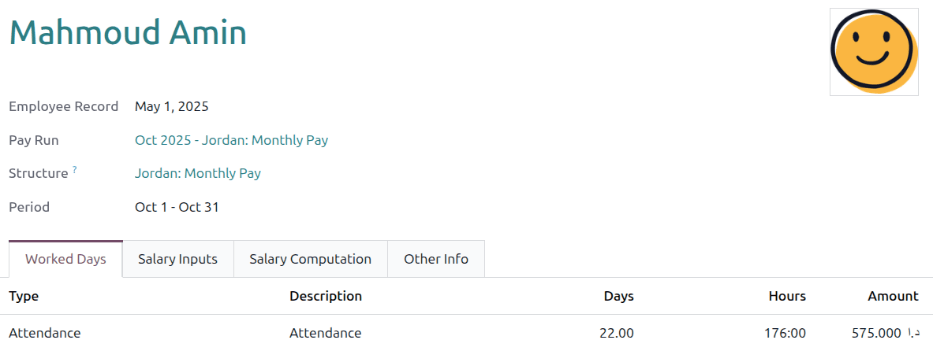 Mahmoud Amin
Employee Record May 1, 2025
Pay Run Oct 2025 - Jordan: Monthly Pay
Structure ? Jordan: Monthly Pay
Period Oct 1 - Oct 31
Worked Days Salary Inputs Salary Computation Other Info
Type Description Days Hours Amount
Attendance Attendance 22.00 176:00 575.000 د.ا